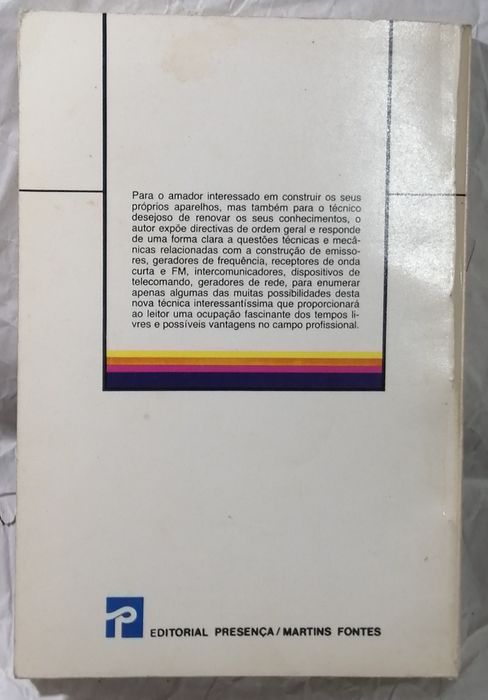 Para o amador interessado em construir os seus
próprios aparelhos, mas também para o técnico
desejoso de renovar os seus conhecimentos, o
autor expõe directivas de ordem geral e responde
de uma forma clara a questões técnicas e mecâ-
nicas relacionadas com a construção de emisso-
res, geradores de frequência, receptores de onda
curta e FM, intercomunicadores, dispositivos de
telecomando, geradores de rede, para enumerar
apenas algumas das muitas possibilidades desta
nova técnica interessantíssima que proporcionará
ao leitor uma ocupação fascinante dos tempos li-
vres e possíveis vantagens no campo profissional.
EDITORIAL PRESENÇA/MARTINS FONTES